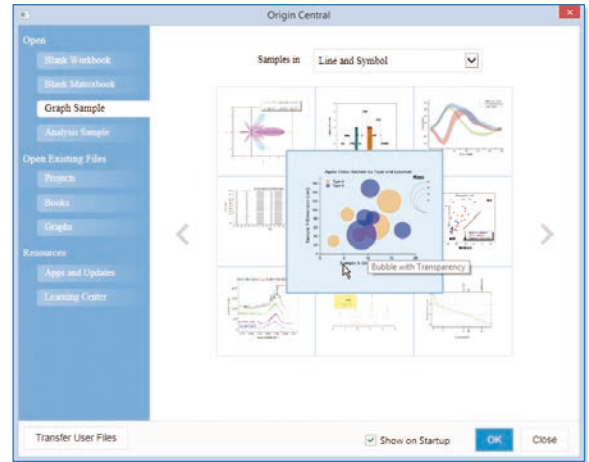 Origin Central
Open
Blank Workbook
Blank Matrixbook
Graph Sample
Analysis Sample
Open Existing Files
Projects
Books
Graphs
Resources
Apps and Updates
Learning Center
Samples in Line and Symbol
Mass
Type A
Bubble with Transparency
Transfer User Files
Show on Startup
OK
Close